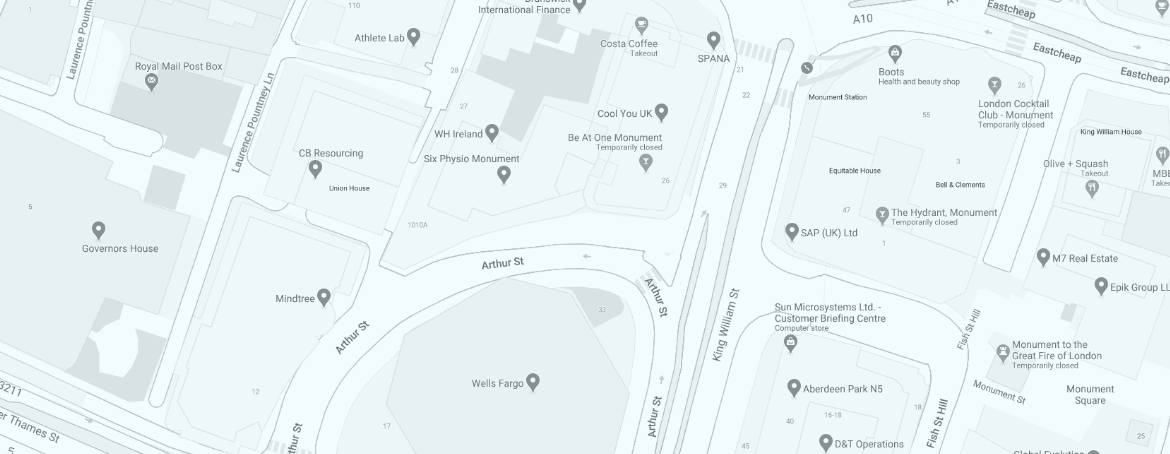 110
Brunswick
International Finance
Athlete Lab
Costa Coffee
Takeout
SPANA
A10
Eastcheap
Eastcheap
Eastcheap
Laurence Pountney
Royal Mail Post Box
Laurence Pountney Ln
28
21
22
Boots
Health and beauty shop
Monument Station
26
London Cocktail
Club - Monument
Temporarily closed
27
Cool You UK
55
WH Ireland
Be At One Monument
Temporarily closed
King William House
CB Resourcing
Six Physio Monument
Union House
26
29
3
Equitable House
Bell & Clements
Olive + Squash
Takeout
5
1
Governors House
1010A
47
The Hydrant, Monument
Temporarily closed
1
SAP (UK) Ltd
M7 Real Estate
Arthur St
Epik Group
Mindtree
Arthur St
33
King William St
Sun Microsystems Ltd. -
Customer Briefing Centre
Computer store
Fish St Hill
Arthur St
Monument to the
Great Fire of London
Temporarily closed
Wells Fargo
Aberdeen Park N5
Monument St
Monument
Square
3211
12
17
Arthur St
40
16-18
18
Fish St Hill
25
Thames St
45
D&T Operations
5